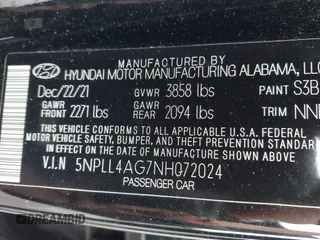 MANUFACTURED BY
HYUNDAI MOTOR MANUFACTURING ALABAMA, LLC
Dec/22/21 GVWR 3858 lbs PAINT S3B
GAWR FRONT 2271 lbs GAWR REAR 2094 lbs TRIM NNB
THIS VEHICLE CONFORMS TO ALL APPLICABLE U.S. FEDERAL MOTOR
VEHICLE SAFETY, BUMPER, AND THEFT PREVENTION STANDARDS
IN EFFECT ON THE DATE OF MANUFACTURE SHOWN ABOVE.
V.I.N 5NPLL4AG7NH072024
PASSENGER CAR